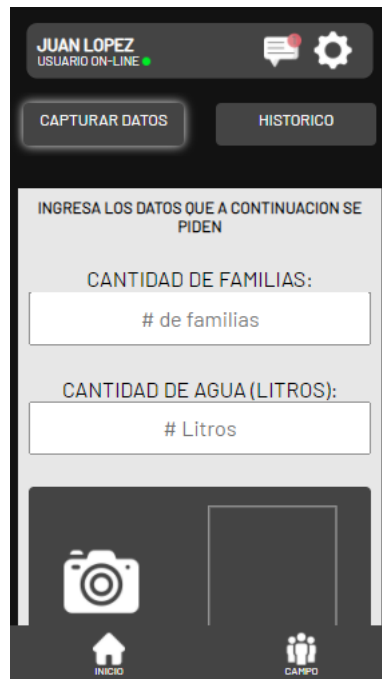 JUAN LOPEZ
USUARIO ON-LINE
CAPTURAR DATOS
HISTORICO
INGRESA LOS DATOS QUE A CONTINUACION SE
PIDEN
CANTIDAD DE FAMILIAS:
# de familias
CANTIDAD DE AGUA (LITROS):
# Litros
INICIO
CAMPO